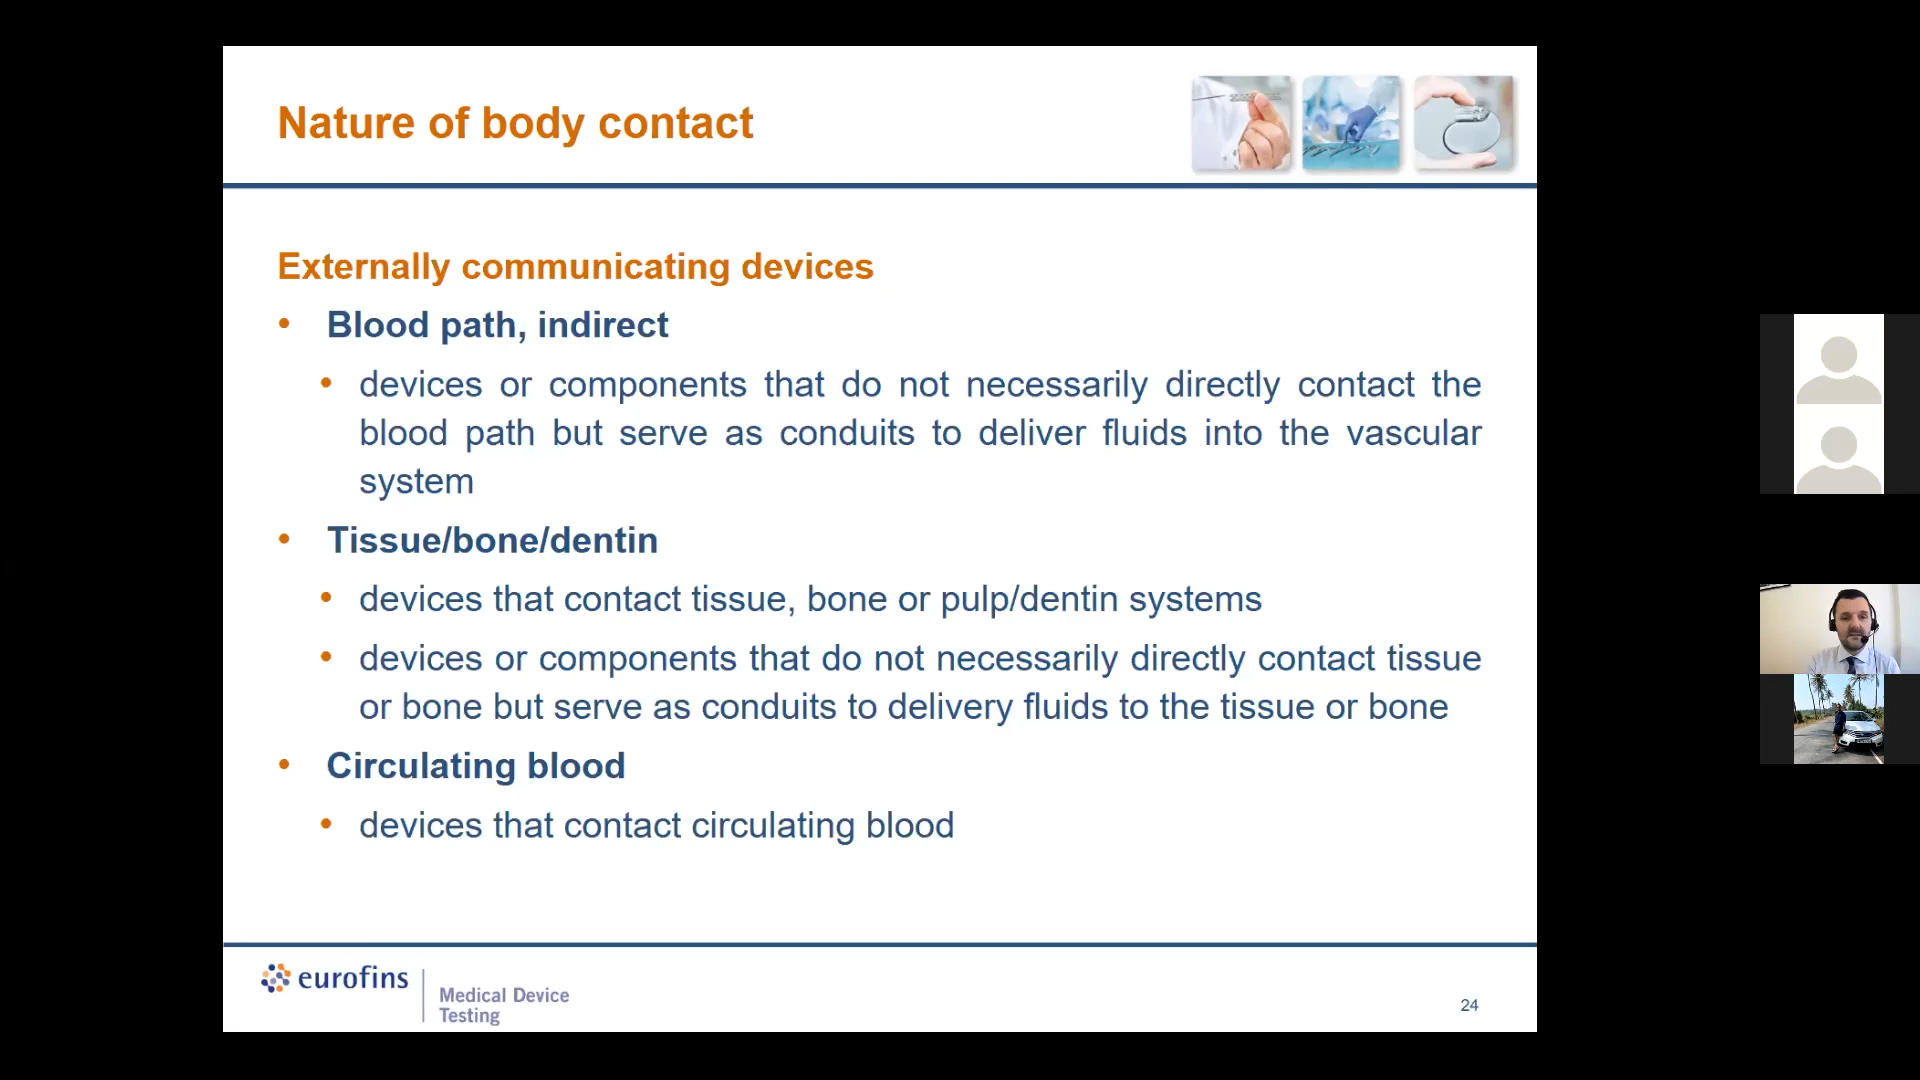 Nature of body contact
Externally communicating devices
• Blood path, indirect
• devices or components that do not necessarily directly contact the
blood path but serve as conduits to deliver fluids into the vascular
system
• Tissue/bone/dentin
• devices that contact tissue, bone or pulp/dentin systems
• devices or components that do not necessarily directly contact tissue
or bone but serve as conduits to delivery fluids to the tissue or bone
• Circulating blood
• devices that contact circulating blood
eurofins
Medical Device
Testing
24